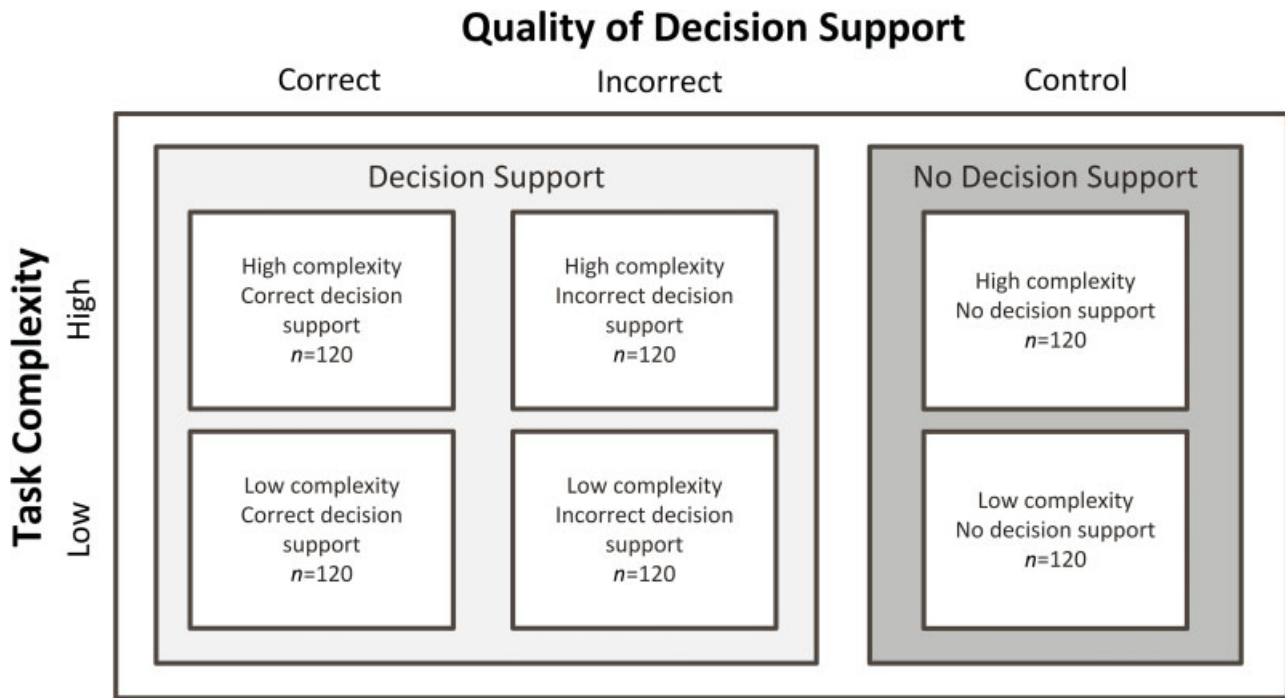 Quality of Decision Support
Correct
Incorrect
Control
Task Complexity
High
Low
Decision Support
No Decision Support
High complexity
Correct decision
support
n=120
High complexity
Incorrect decision
support
n=120
High complexity
No decision support
n=120
Low complexity
Correct decision
support
n=120
Low complexity
Incorrect decision
support
n=120
Low complexity
No decision support
n=120